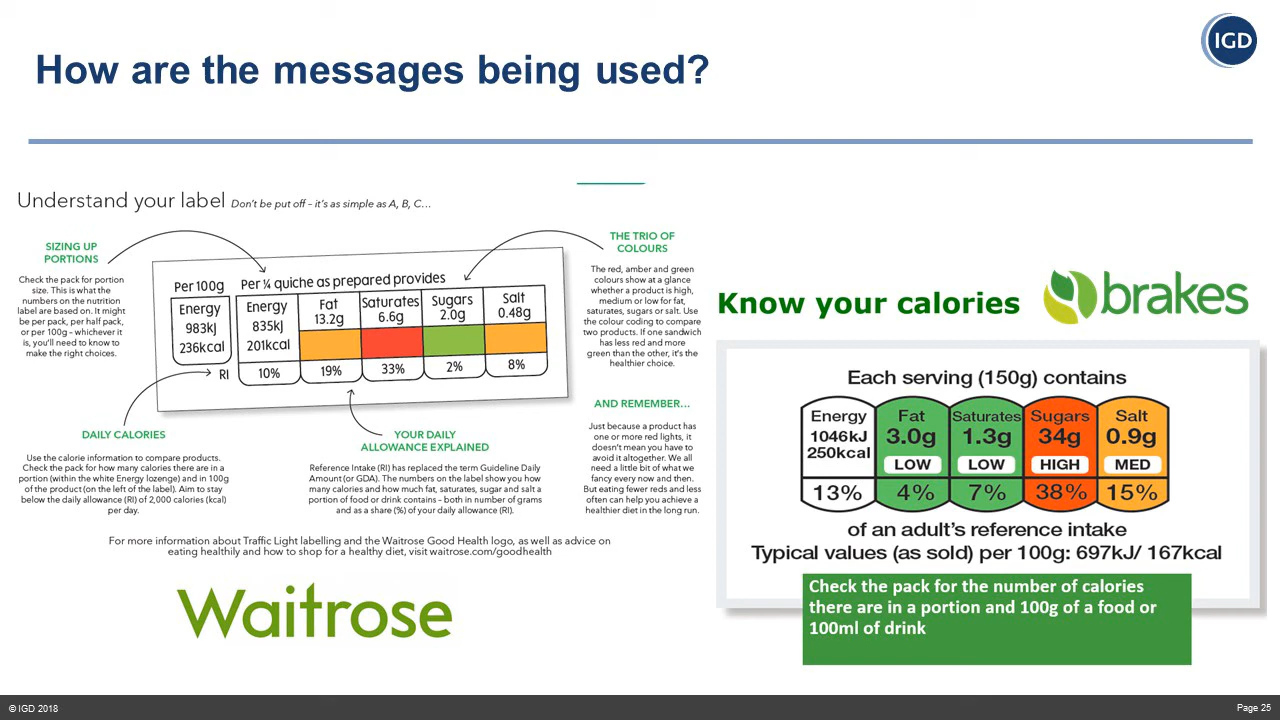 How are the messages being used?
IGD
Understand your label Don't be put off – it's as simple as A, B, C...
SIZING UP
PORTIONS
Check the pack for portion
size. This is what the
numbers on the nutrition
label are based on. It might
be per pack, per half pack,
or per 100g – whichever it
is, you'll need to know to
make the right choices.
Per 100g
Energy
983kJ
236kcal
Per ¼ quiche as prepared provides
Energy
835kJ
201kcal
Fat
13.2g
Saturates
6.6g
Sugars
2.0g
Salt
0.48g
RI 10% 19% 33% 2% 8%
THE TRIO OF
COLOURS
The red, amber and green
colours show at a glance
whether a product is high,
medium or low for fat,
saturates, sugars or salt. Use
the colour coding to compare
two products. If one sandwich
has less red and more
green than the other, it's the
healthier choice.
DAILY CALORIES
Use the calorie information to compare products.
Check the pack for how many calories there are in a
portion (within the white Energy lozenge) and in 100g
of the product (on the left of the label). Aim to stay
below the daily allowance (RI) of 2,000 calories (kcal)
per day.
YOUR DAILY
ALLOWANCE EXPLAINED
Reference Intake (RI) has replaced the term Guideline Daily
Amount (or GDA). The numbers on the label show you how
many calories and how much fat, saturates, sugar and salt a
portion of food or drink contains – both in number of grams
and as a share (%) of your daily allowance (RI).
AND REMEMBER...
Just because a product has
one or more red lights, it
doesn't mean you have to
avoid it altogether. We all
need a little bit of what we
fancy every now and then.
But eating fewer reds and less
often can help you achieve a
healthier diet in the long run.
For more information about Traffic Light labelling and the Waitrose Good Health logo, as well as advice on
eating healthily and how to shop for a healthy diet, visit waitrose.com/goodhealth
Waitrose
Know your calories
brakes
Each serving (150g) contains
Energy
1046kJ
250kcal
13%
Fat
3.0g
LOW
4%
Saturates
1.3g
LOW
7%
Sugars
34g
HIGH
38%
Salt
0.9g
MED
15%
of an adult's reference intake
Typical values (as sold) per 100g: 697kJ/ 167kcal
Check the pack for the number of calories
there are in a portion and 100g of a food or
100ml of drink
© IGD 2018
Page 25